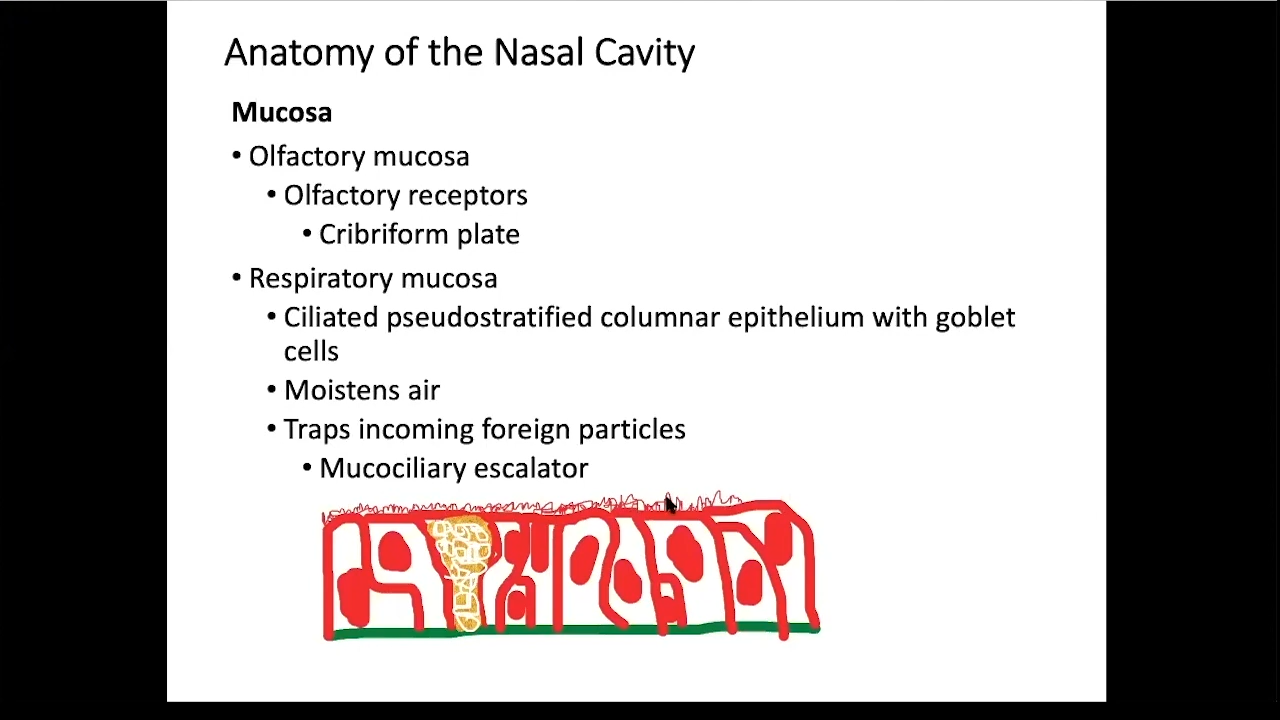 Anatomy of the Nasal Cavity
Mucosa
• Olfactory mucosa
• Olfactory receptors
• Cribriform plate
• Respiratory mucosa
• Ciliated pseudostratified columnar epithelium with goblet
cells
• Moistens air
• Traps incoming foreign particles
• Mucociliary escalator